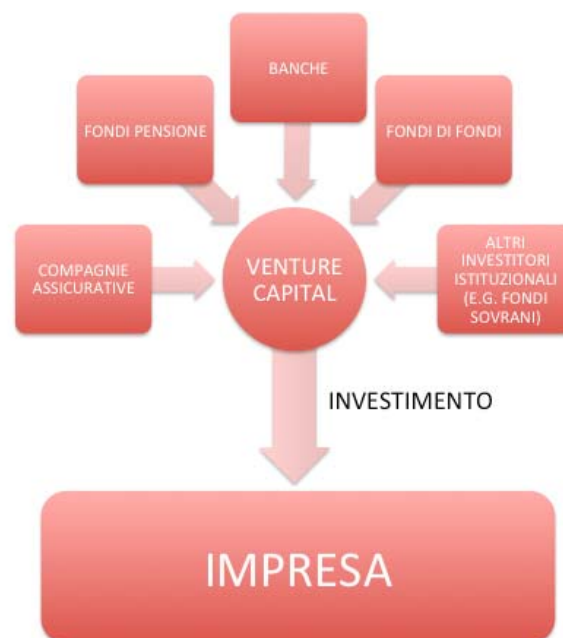 BANCHE
FONDI PENSIONE
FONDI DI FONDI
COMPAGNIE
ASSICURATIVE
VENTURE
CAPITAL
ALTRI
INVESTITORI
ISTITUZIONALI
(E.G. FONDI
SOVRANI)
INVESTIMENTO
IMPRESA